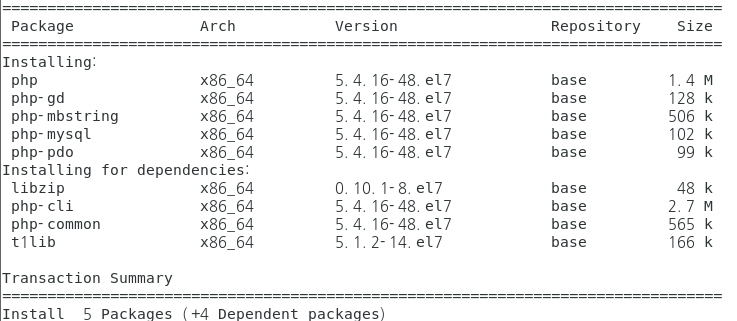 ================================================================================
Package Arch Version Repository Size
================================================================================
Installing:
php x86_64 5.4.16-48.el7 base 1.4 M
php-gd x86_64 5.4.16-48.el7 base 128 k
php-mbstring x86_64 5.4.16-48.el7 base 506 k
php-mysql x86_64 5.4.16-48.el7 base 102 k
php-pdo x86_64 5.4.16-48.el7 base 99 k
Installing for dependencies:
libzip x86_64 0.10.1-8.el7 base 48 k
php-cli x86_64 5.4.16-48.el7 base 2.7 M
php-common x86_64 5.4.16-48.el7 base 565 k
t1lib x86_64 5.1.2-14.el7 base 166 k
Transaction Summary
================================================================================
Install 5 Packages (+4 Dependent packages)